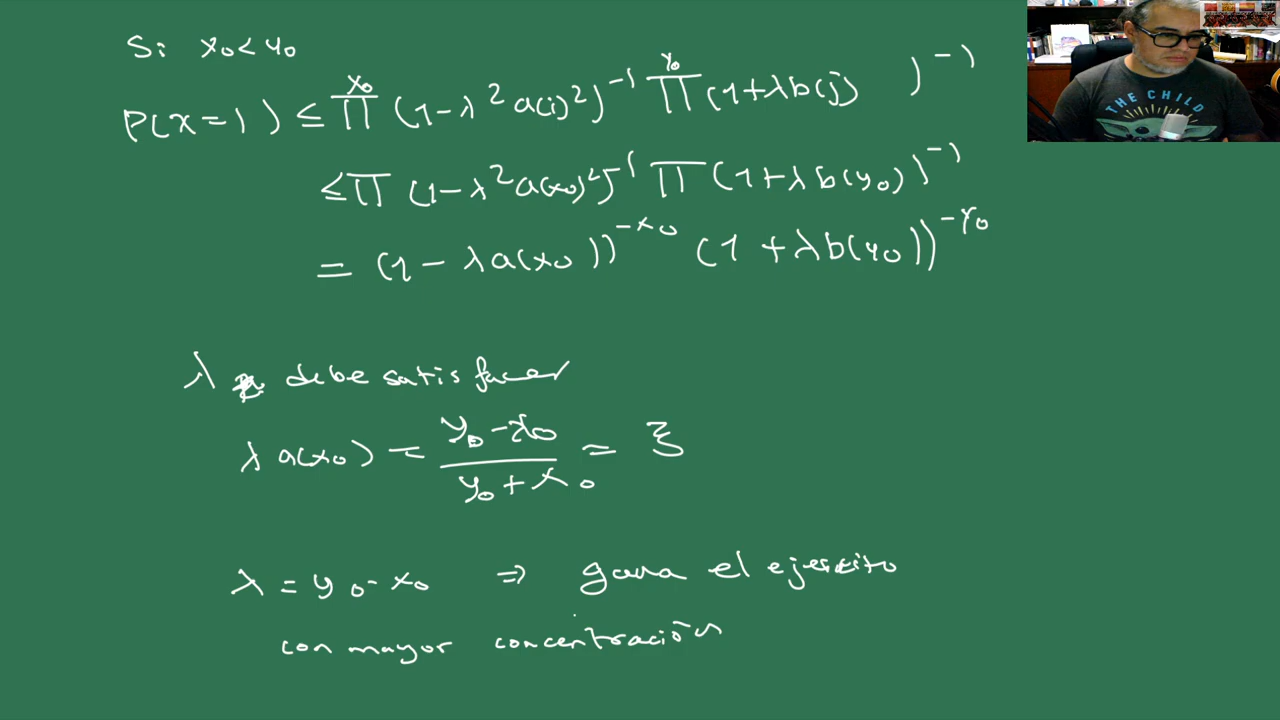 Si x₀ < y₀
P(X=1) ≤ ∏^{x₀} (1-λ²a(i)²)^{-1} ∏^{y₀} (1+λb(j) )^{-1}
≤ ∏ (1-λ²a(x₀)²)^{-1} ∏ (1+λb(y₀))^{-1}
= (1-λa(x₀))^{-x₀} (1+λb(y₀))^{-y₀}
λ debe satisfacer
λ a(x₀) = \frac{y₀-x₀}{y₀+x₀} = ξ
λ = y₀-x₀ ⇒ gana el ejercito
con mayor concentración
THE CHILD